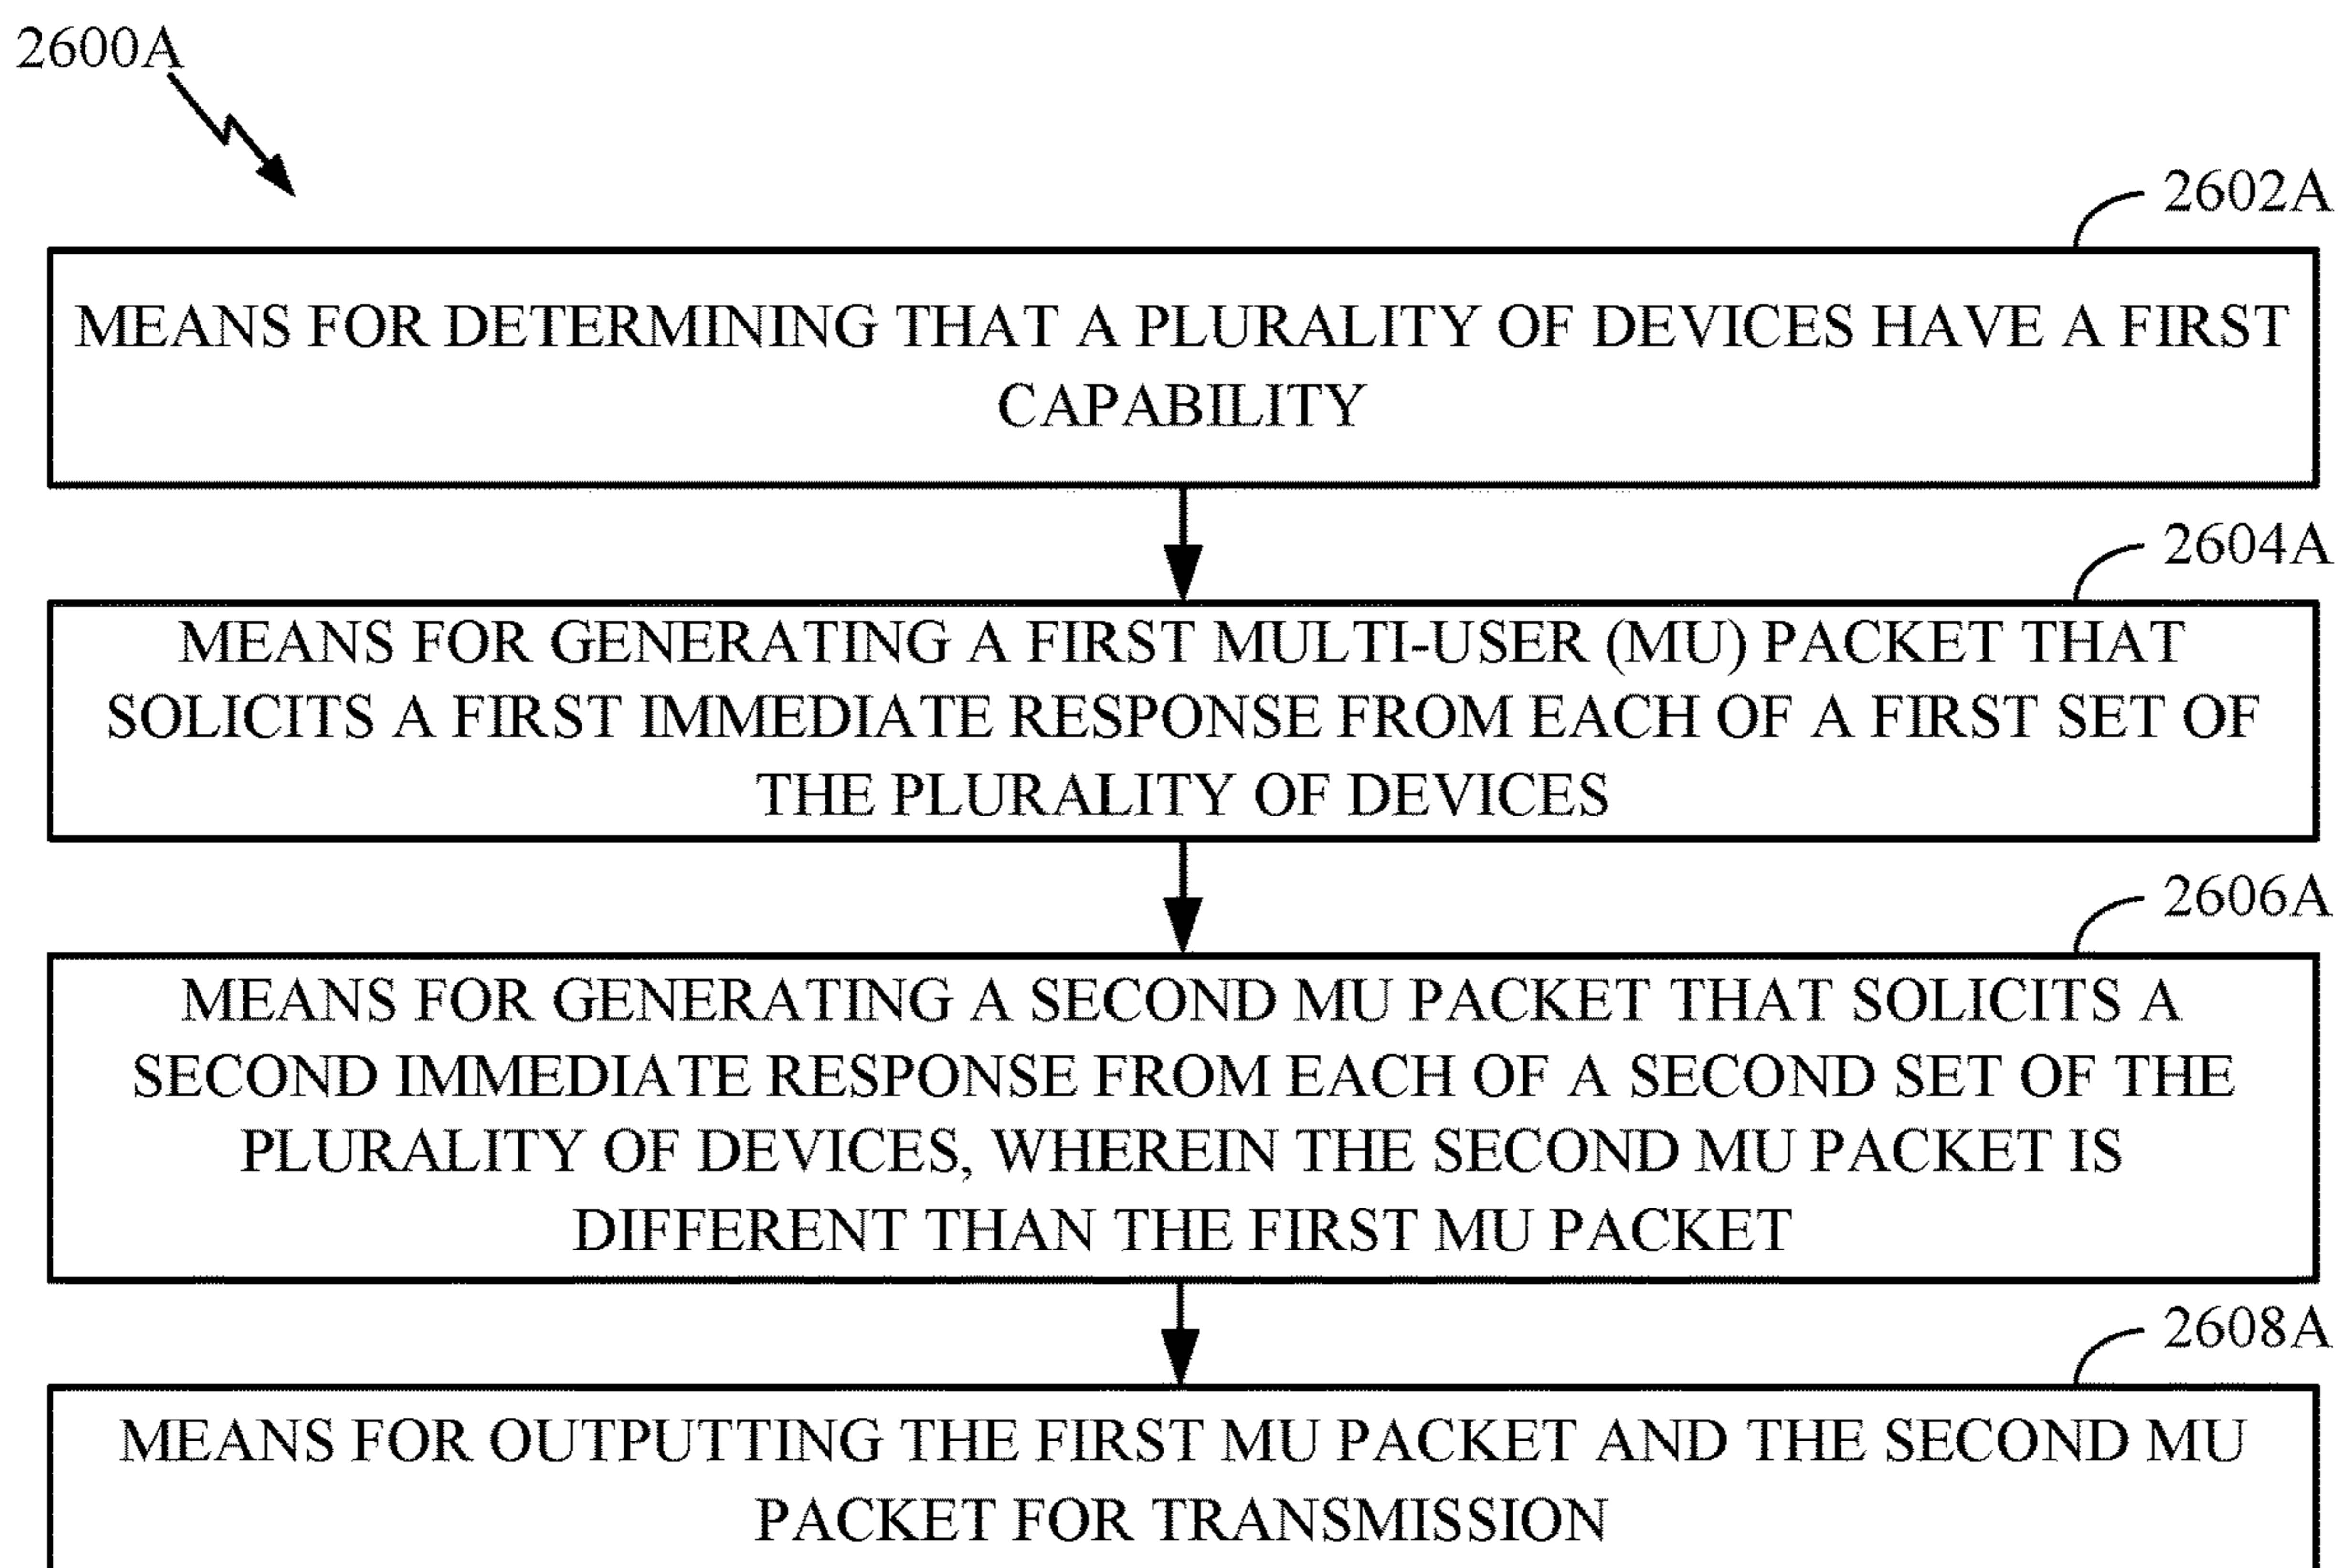 2600A
2602A
MEANS FOR DETERMINING THAT A PLURALITY OF DEVICES HAVE A FIRST
CAPABILITY
2604A
MEANS FOR GENERATING A FIRST MULTI-USER (MU) PACKET THAT
SOLICITS A FIRST IMMEDIATE RESPONSE FROM EACH OF A FIRST SET OF
THE PLURALITY OF DEVICES
2606A
MEANS FOR GENERATING A SECOND MU PACKET THAT SOLICITS A
SECOND IMMEDIATE RESPONSE FROM EACH OF A SECOND SET OF THE
PLURALITY OF DEVICES, WHEREIN THE SECOND MU PACKET IS
DIFFERENT THAN THE FIRST MU PACKET
2608A
MEANS FOR OUTPUTTING THE FIRST MU PACKET AND THE SECOND MU
PACKET FOR TRANSMISSION